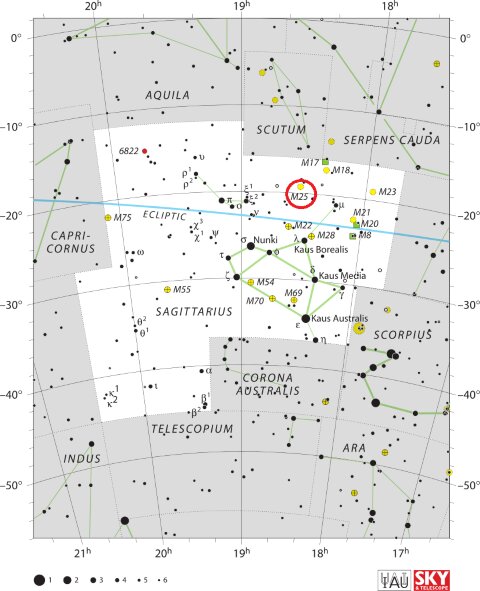 20h 19h 18h
0° 0°
AQUILA
SCUTUM
-10° -10°
SERPENS CAUDA
6822 υ
M17 M18
ρ1
ρ2 ξ1
ξ2
M25 M23
π ο ν μ
-20° M75 ECLIPTIC M21 -20°
χ3 M22 M20
χ1 ψ M28 M8
CAPRI-
CORNUS
ω σ Nunki λ Kaus Borealis
τ φ
ζ δ Kaus Media
M55 M54 γ
-30° M70 M69 -30°
SAGITTARIUS
ε Kaus Australis
θ2
θ1 η
SCORPIUS
-40° α CORONA
AUSTRALIS -40°
κ1 ι
κ2 β1
β2
TELESCOPIUM
INDUS ARA
-50° -50°
21h 20h 19h 18h 17h
1 2 3 4 5 6
IAU SKY
& TELESCOPE